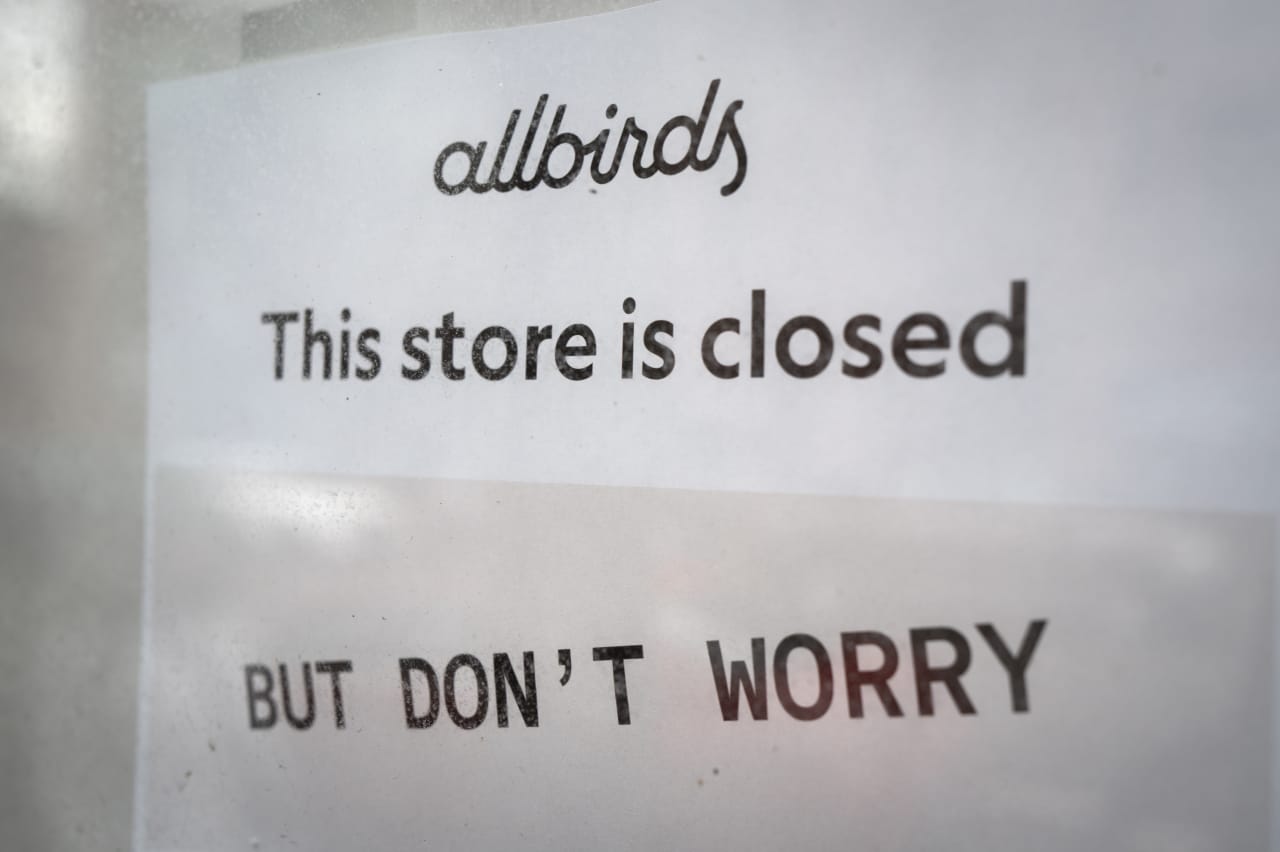 allbirds
This store is closed
BUT DON'T WORRY